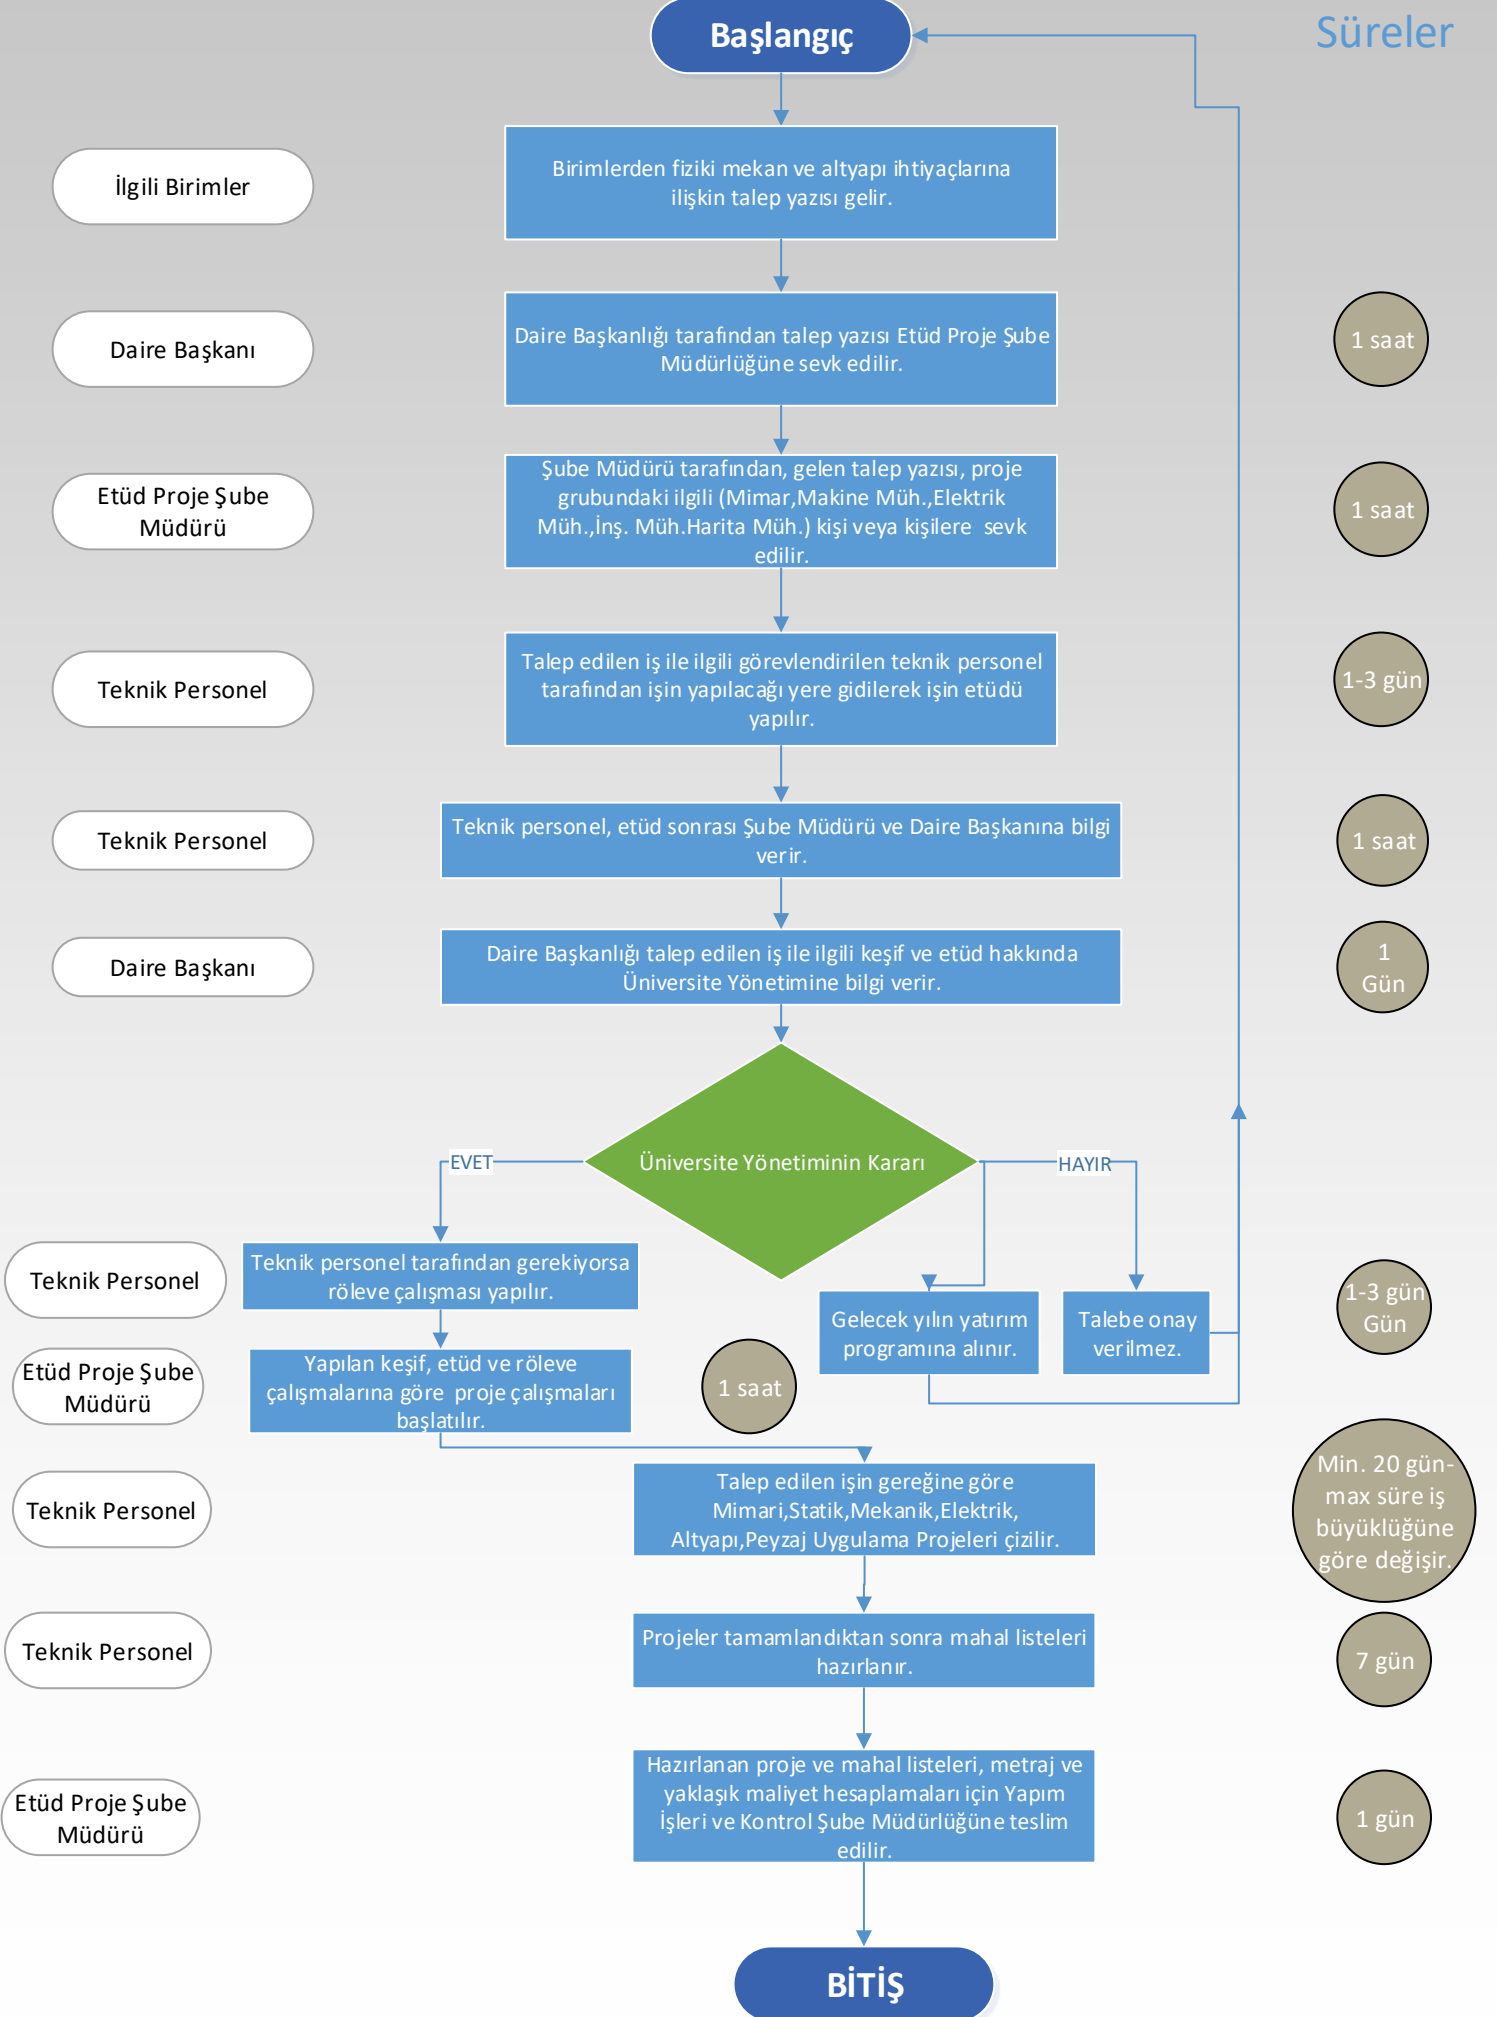 Başlangıç
Süreler
İlgili Birimler
Birimlerden fiziki mekan ve altyapı ihtiyaçlarına
ilişkin talep yazısı gelir.
Daire Başkanı
Daire Başkanlığı tarafından talep yazısı Etüd Proje Şube
Müdürlüğüne sevk edilir.
1 saat
Etüd Proje Şube
Müdürü
Şube Müdürü tarafından, gelen talep yazısı, proje
grubundaki ilgili (Mimar,Makine Müh.,Elektrik
Müh.,İnş. Müh.Harita Müh.) kişi veya kişilere sevk
edilir.
1 saat
Teknik Personel
Talep edilen iş ile ilgili görevlendirilen teknik personel
tarafından işin yapılacağı yere gidilerek işin etüdü
yapılır.
1-3 gün
Teknik Personel
Teknik personel, etüd sonrası Şube Müdürü ve Daire Başkanına bilgi
verir.
1 saat
Daire Başkanı
Daire Başkanlığı talep edilen iş ile ilgili keşif ve etüd hakkında
Üniversite Yönetimine bilgi verir.
1
Gün
Üniversite Yönetiminin Kararı
EVET
HAYIR
Teknik Personel
Teknik personel tarafından gerekiyorsa
röleve çalışması yapılır.
Gelecek yılın yatırım
programına alınır.
Talebe onay
verilmez.
1-3 gün
Gün
Etüd Proje Şube
Müdürü
Yapılan keşif, etüd ve röleve
çalışmalarına göre proje çalışmaları
başlatılır.
1 saat
Teknik Personel
Talep edilen işin gereğine göre
Mimari,Statik,Mekanik,Elektrik,
Altyapı,Peyzaj Uygulama Projeleri çizilir.
Min. 20 gün-
max süre iş
büyüklüğüne
göre değişir.
Teknik Personel
Projeler tamamlandıktan sonra mahal listeleri
hazırlanır.
7 gün
Etüd Proje Şube
Müdürü
Hazırlanan proje ve mahal listeleri, metraj ve
yaklaşık maliyet hesaplamaları için Yapım
İşleri ve Kontrol Şube Müdürlüğüne teslim
edilir.
1 gün
BİTİŞ